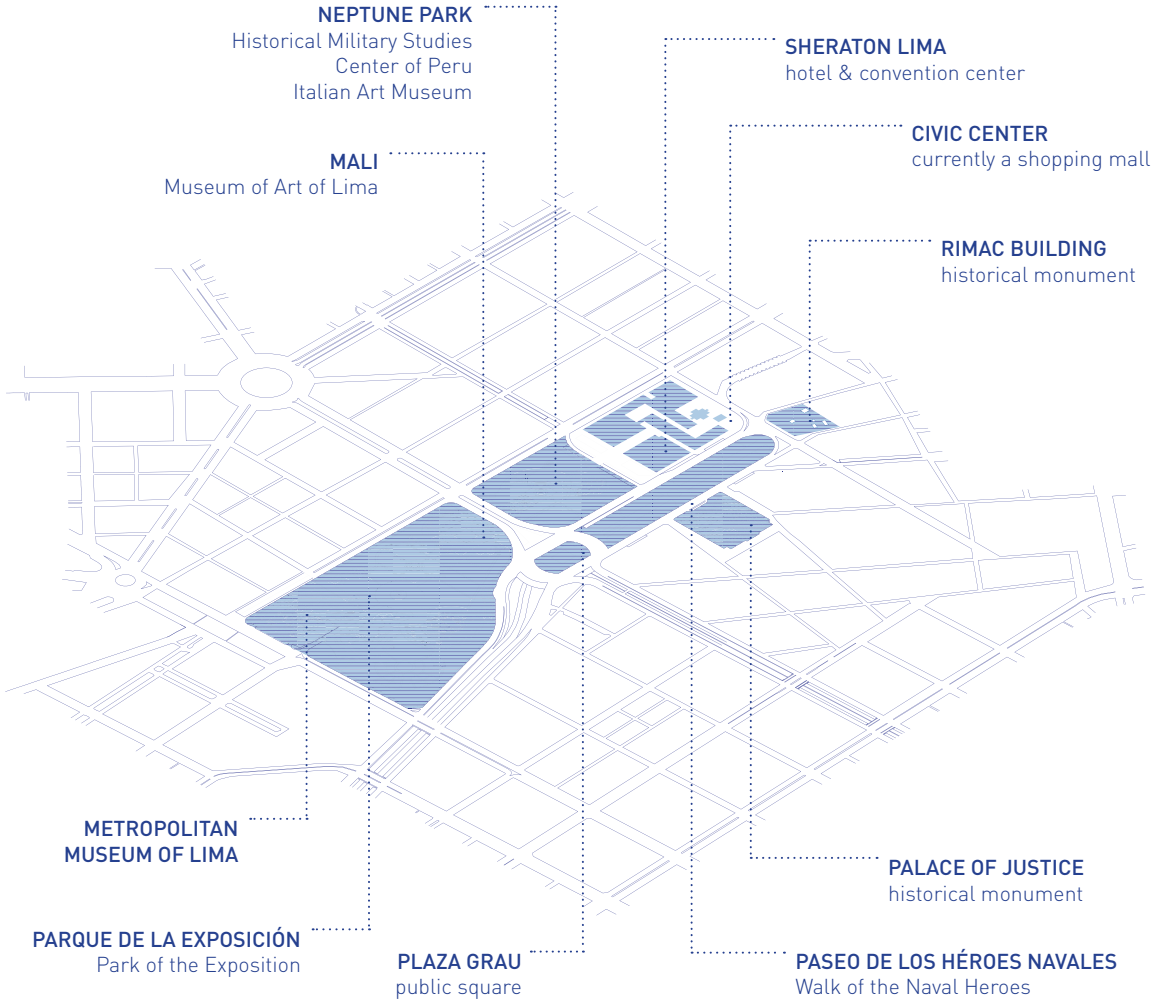 NEPTUNE PARK
Historical Military Studies
Center of Peru
Italian Art Museum
SHERATON LIMA
hotel & convention center
CIVIC CENTER
currently a shopping mall
MALI
Museum of Art of Lima
RIMAC BUILDING
historical monument
METROPOLITAN
MUSEUM OF LIMA
PALACE OF JUSTICE
historical monument
PARQUE DE LA EXPOSICIÓN
Park of the Exposition
PLAZA GRAU
public square
PASEO DE LOS HÉROES NAVALES
Walk of the Naval Heroes